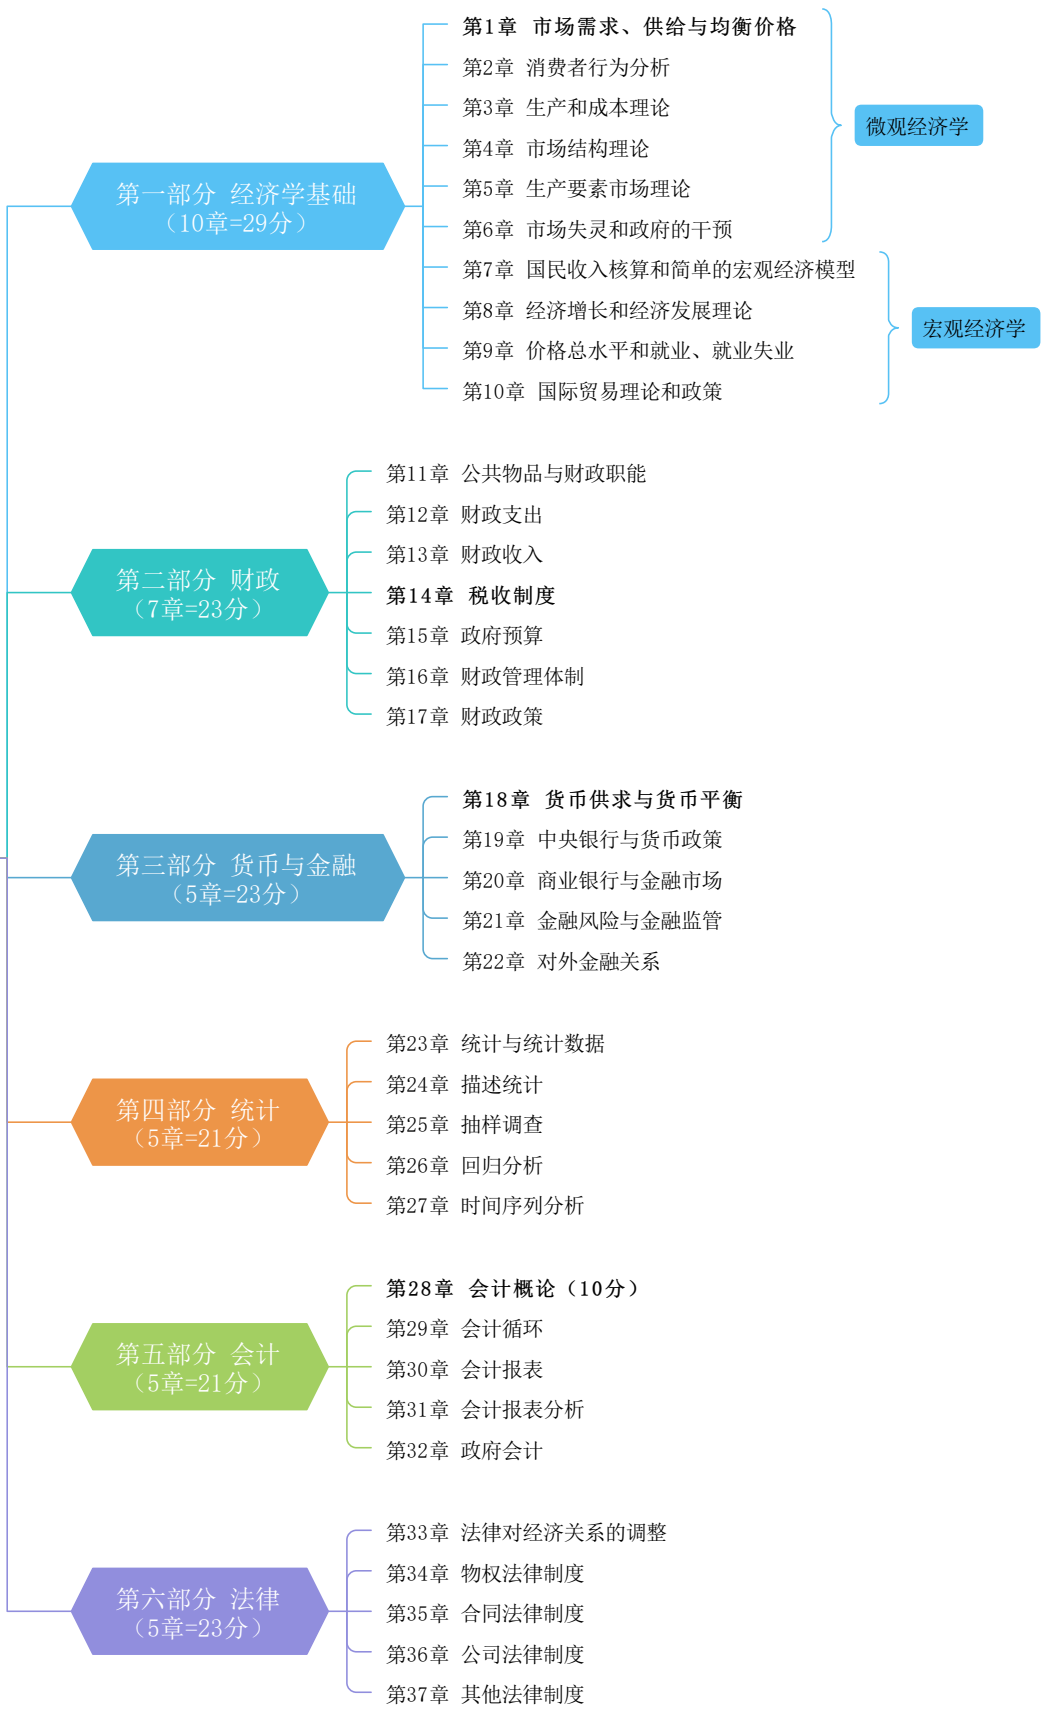 第一部分 经济学基础
（10章=29分）
第1章 市场需求、供给与均衡价格
第2章 消费者行为分析
第3章 生产和成本理论
第4章 市场结构理论
第5章 生产要素市场理论
第6章 市场失灵和政府的干预
微观经济学
第7章 国民收入核算和简单的宏观经济模型
第8章 经济增长和经济发展理论
第9章 价格总水平和就业、就业失业
第10章 国际贸易理论和政策
宏观经济学
第二部分 财政
（7章=23分）
第11章 公共物品与财政职能
第12章 财政支出
第13章 财政收入
第14章 税收制度
第15章 政府预算
第16章 财政管理体制
第17章 财政政策
第三部分 货币与金融
（5章=23分）
第18章 货币供求与货币平衡
第19章 中央银行与货币政策
第20章 商业银行与金融市场
第21章 金融风险与金融监管
第22章 对外金融关系
第四部分 统计
（5章=21分）
第23章 统计与统计数据
第24章 描述统计
第25章 抽样调查
第26章 回归分析
第27章 时间序列分析
第五部分 会计
（5章=21分）
第28章 会计概论（10分）
第29章 会计循环
第30章 会计报表
第31章 会计报表分析
第32章 政府会计
第六部分 法律
（5章=23分）
第33章 法律对经济关系的调整
第34章 物权法律制度
第35章 合同法律制度
第36章 公司法律制度
第37章 其他法律制度